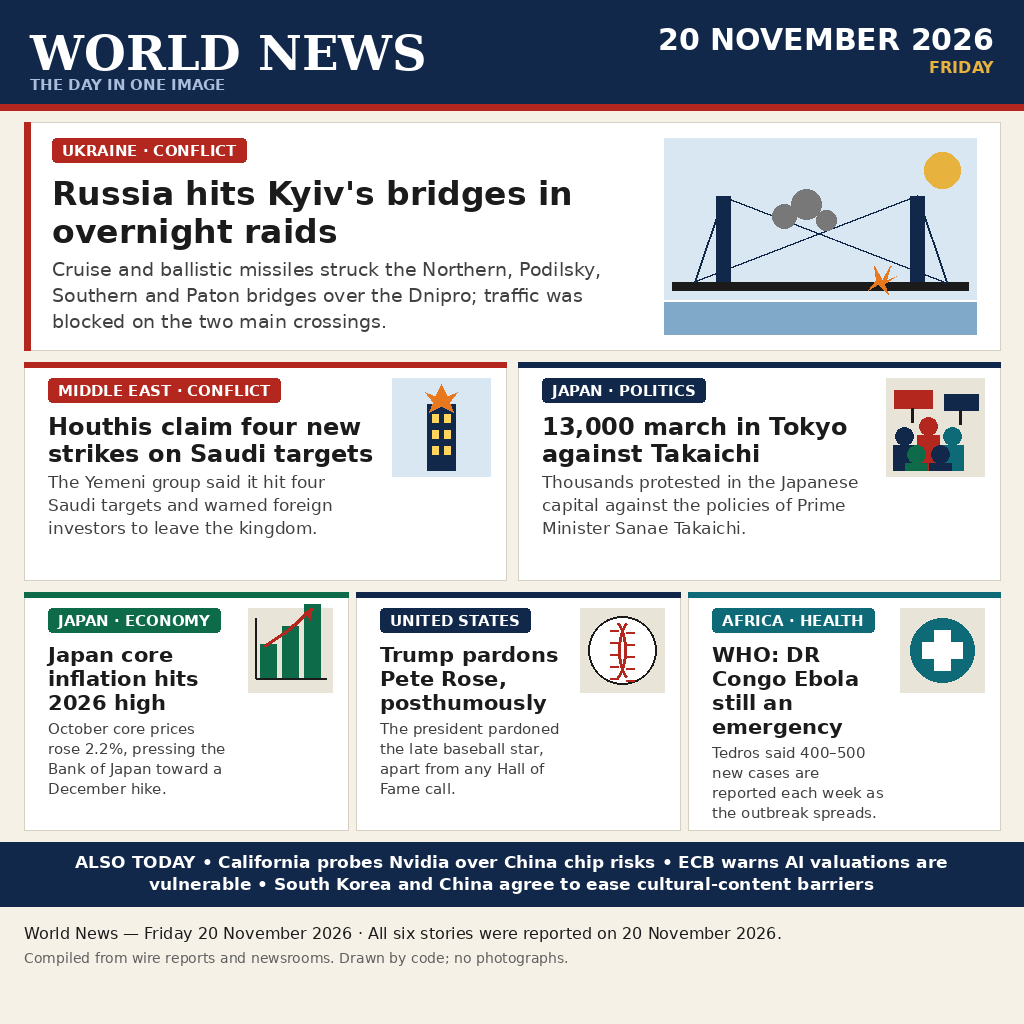 WORLD NEWS
THE DAY IN ONE IMAGE
20 NOVEMBER 2026
FRIDAY
UKRAINE · CONFLICT
Russia hits Kyiv's bridges in
overnight raids
Cruise and ballistic missiles struck the Northern, Podilsky,
Southern and Paton bridges over the Dnipro; traffic was
blocked on the two main crossings.
MIDDLE EAST · CONFLICT
Houthis claim four new
strikes on Saudi targets
The Yemeni group said it hit four
Saudi targets and warned foreign
investors to leave the kingdom.
JAPAN · POLITICS
13,000 march in Tokyo
against Takaichi
Thousands protested in the Japanese
capital against the policies of Prime
Minister Sanae Takaichi.
JAPAN · ECONOMY
Japan core
inflation hits
2026 high
October core prices
rose 2.2%, pressing the
Bank of Japan toward a
December hike.
UNITED STATES
Trump pardons
Pete Rose,
posthumously
The president pardoned
the late baseball star,
apart from any Hall of
Fame call.
AFRICA · HEALTH
WHO: DR
Congo Ebola
still an
emergency
Tedros said 400–500
new cases are
reported each week as
the outbreak spreads.
ALSO TODAY • California probes Nvidia over China chip risks • ECB warns AI valuations are
vulnerable • South Korea and China agree to ease cultural-content barriers
World News — Friday 20 November 2026 · All six stories were reported on 20 November 2026.
Compiled from wire reports and newsrooms. Drawn by code; no photographs.